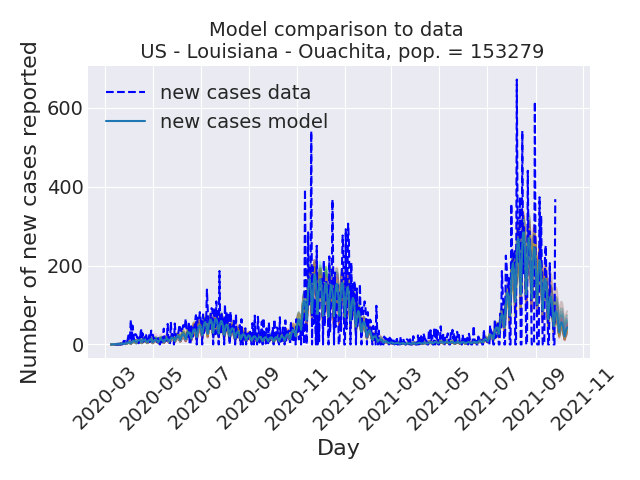 Model comparison to data
US - Louisiana - Ouachita, pop. = 153279
Number of new cases reported
600
400
200
0
new cases data
new cases model
2020-03
2020-05
2020-07
2020-09
2020-11
2021-01
2021-03
2021-05
2021-07
2021-09
2021-11
Day